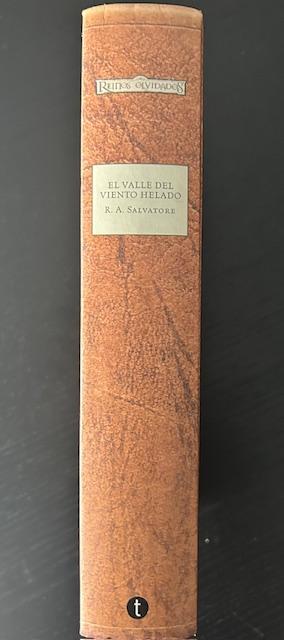 REINOS OLVIDADOS
EL VALLE DEL
VIENTO HELADO
R. A. SALVATORE
t